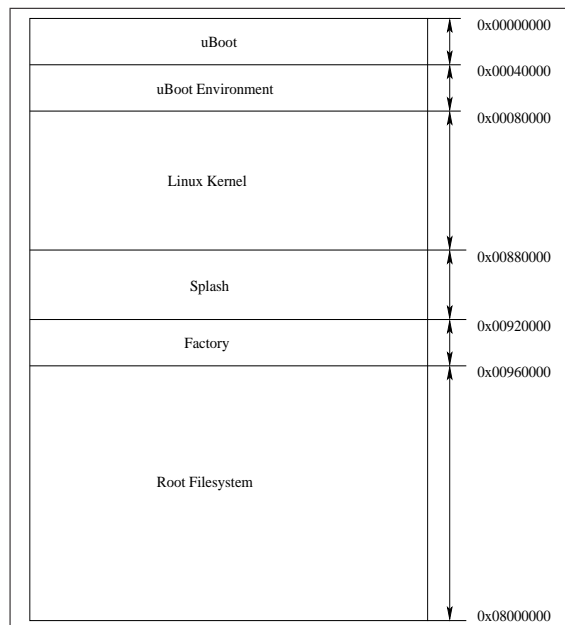 0x00000000
uBoot
0x00040000
uBoot Environment
0x00080000
Linux Kernel
0x00880000
Splash
0x00920000
Factory
0x00960000
Root Filesystem
0x08000000